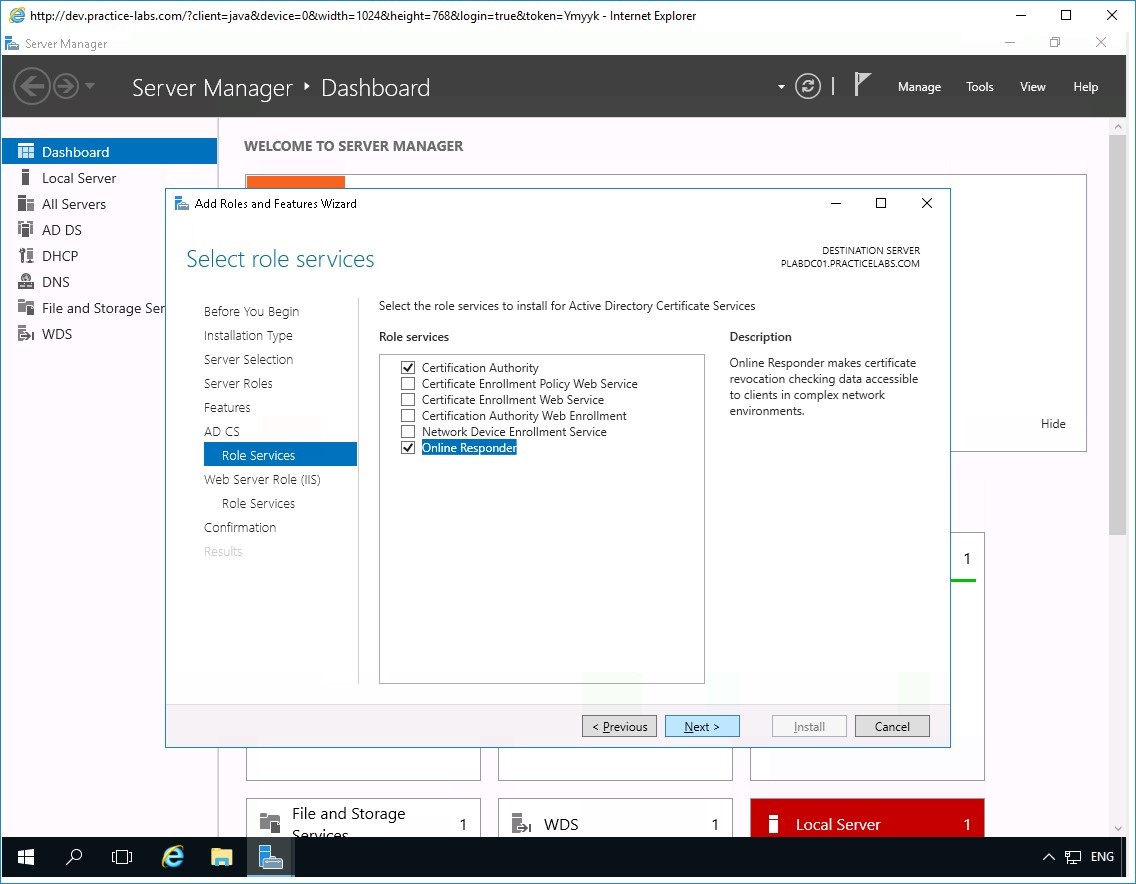 http://dev.practice-labs.com/?client=java&device=0&width=1024&height=768&login=true&token=Ymyyk - Internet Explorer
Server Manager
Server Manager ‣ Dashboard
Manage Tools View Help
Dashboard
Local Server
All Servers
AD DS
DHCP
DNS
File and Storage Ser
WDS
WELCOME TO SERVER MANAGER
Add Roles and Features Wizard
Select role services
DESTINATION SERVER
PLABDC01.PRACTICELABS.COM
Before You Begin
Installation Type
Server Selection
Server Roles
Features
AD CS
Role Services
Web Server Role (IIS)
Role Services
Confirmation
Results
Select the role services to install for Active Directory Certificate Services
Role services
Certification Authority
Certificate Enrollment Policy Web Service
Certificate Enrollment Web Service
Certification Authority Web Enrollment
Network Device Enrollment Service
Online Responder
Description
Online Responder makes certificate
revocation checking data accessible
to clients in complex network
environments.
Hide
1
< Previous Next > Install Cancel
File and Storage
Services 1
WDS 1
Local Server 1
ENG